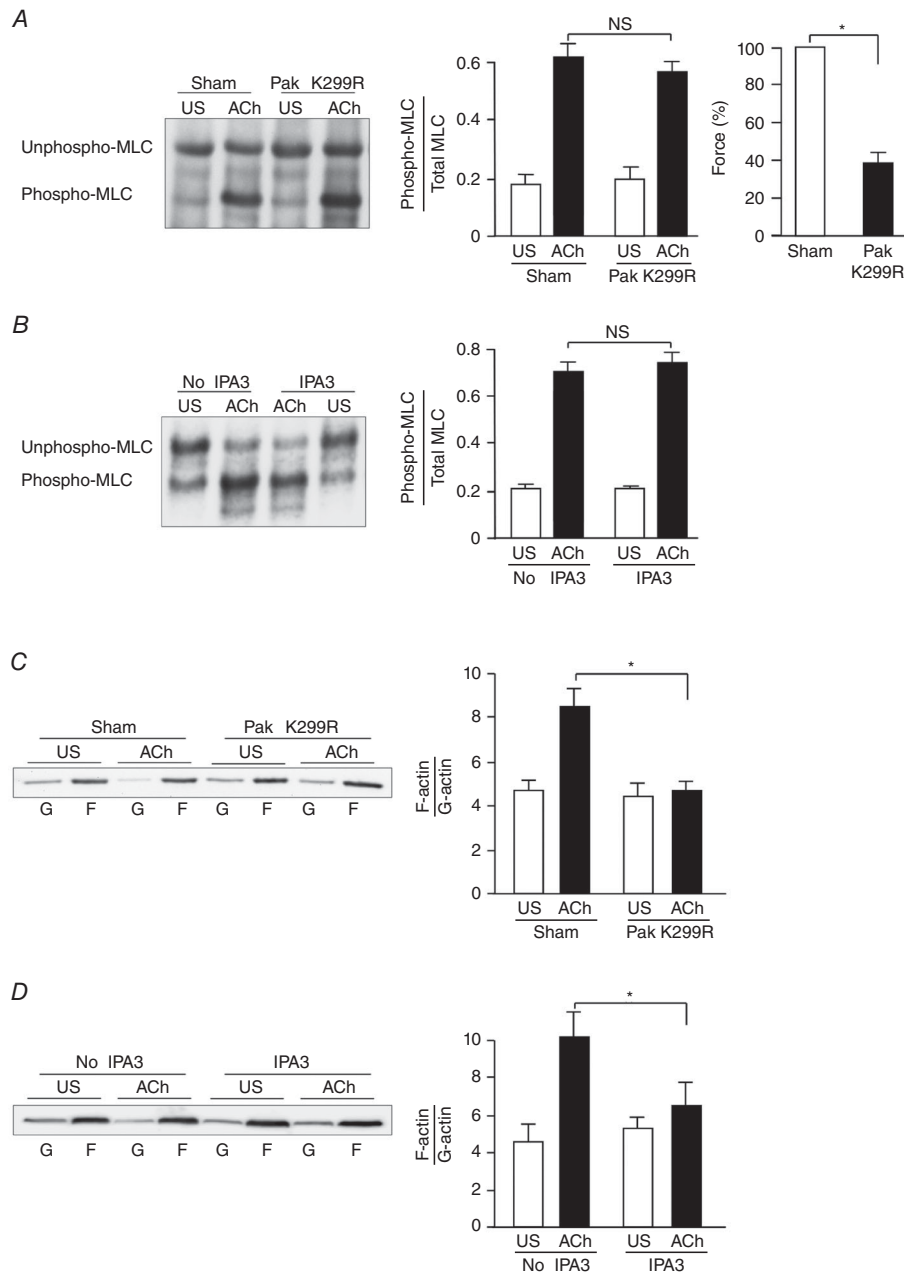 A
Sham Pak K299R
US ACh US ACh
Unphospho-MLC
Phospho-MLC
Phospho-MLC
Total MLC
0.6
0.4
0.2
0
NS
US ACh US ACh
Sham Pak K299R
Force (%)
100
80
60
40
20
0
*
Sham Pak
K299R
B
No IPA3 IPA3
US ACh ACh US
Unphospho-MLC
Phospho-MLC
Phospho-MLC
Total MLC
0.8
0.6
0.4
0.2
0
NS
US ACh US ACh
No IPA3 IPA3
C
Sham Pak K299R
US ACh US ACh
G F G F G F G F
F-actin
G-actin
10
8
6
4
2
0
*
US ACh US ACh
Sham Pak K299R
D
No IPA3 IPA3
US ACh US ACh
G F G F G F G F
F-actin
G-actin
10
8
6
4
2
0
*
US ACh US ACh
No IPA3 IPA3